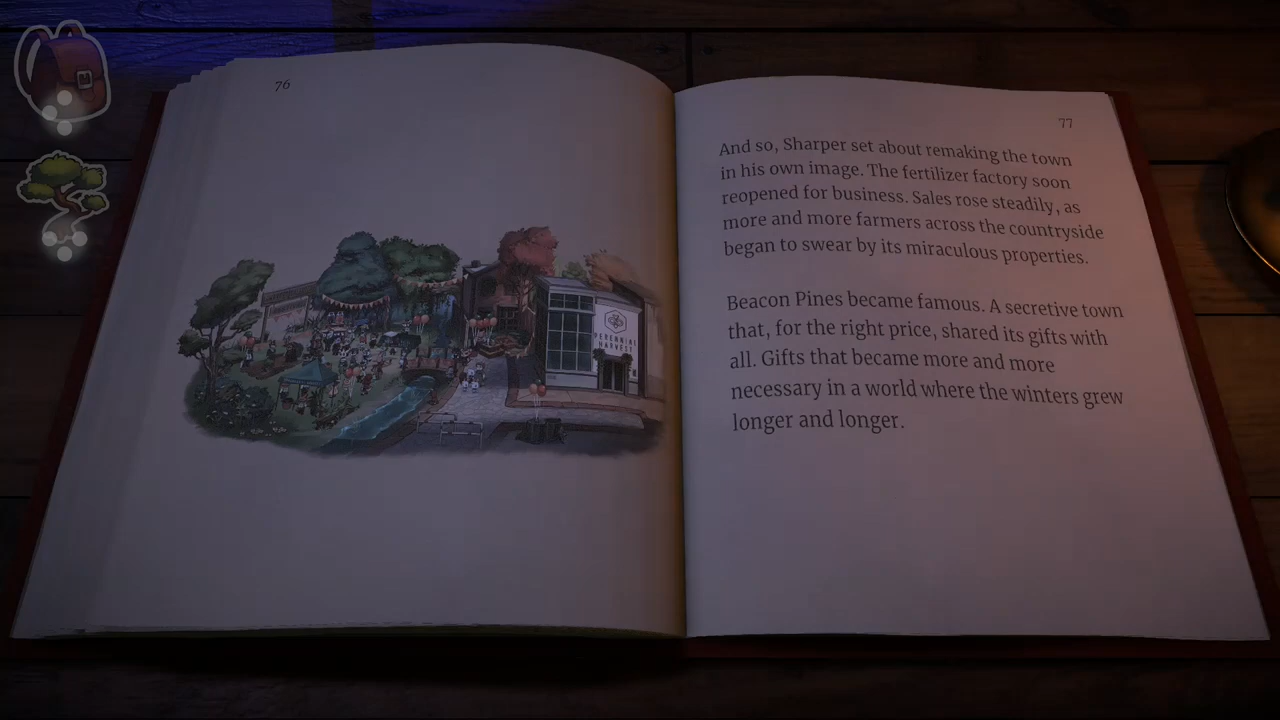 76
PERENNIAL
HARVEST
77
And so, Sharper set about remaking the town
in his own image. The fertilizer factory soon
reopened for business. Sales rose steadily, as
more and more farmers across the countryside
began to swear by its miraculous properties.
Beacon Pines became famous. A secretive town
that, for the right price, shared its gifts with
all. Gifts that became more and more
necessary in a world where the winters grew
longer and longer.